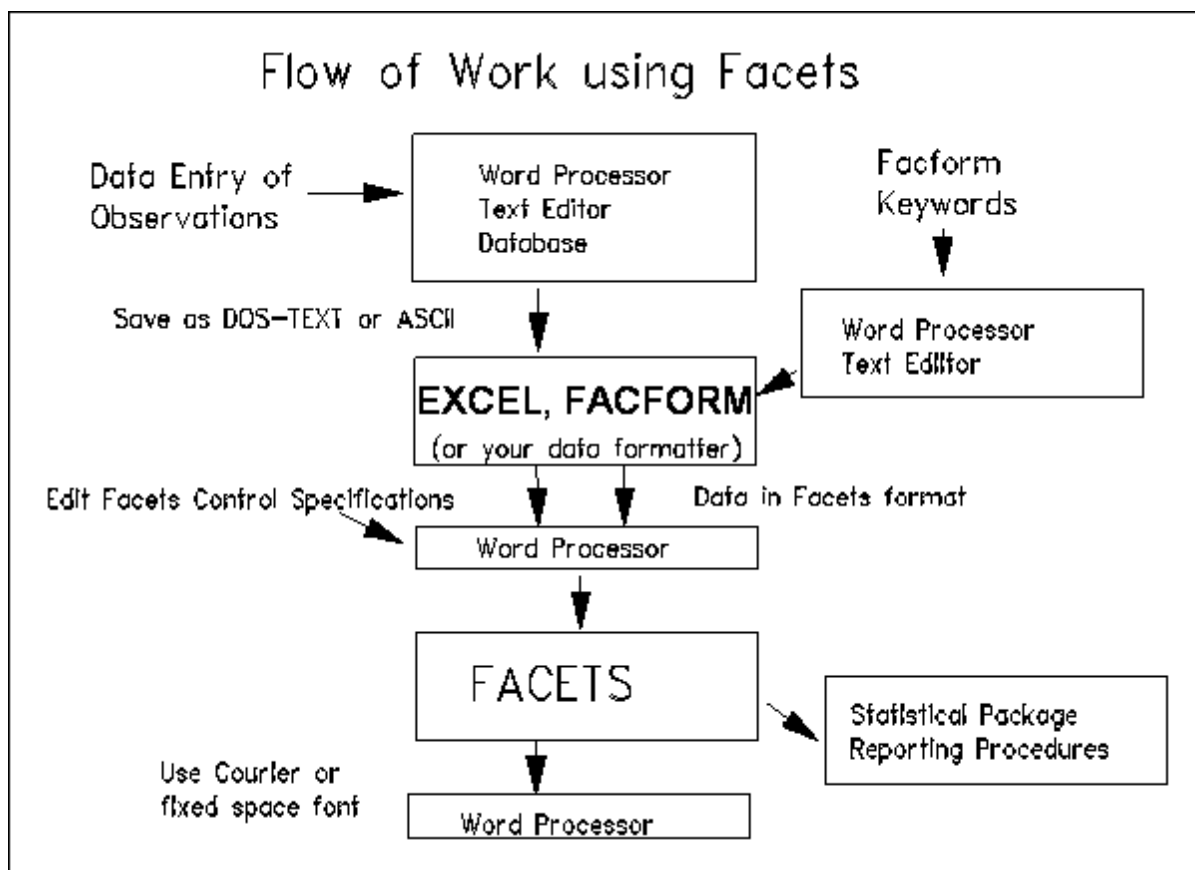 Flow of Work using Facets
Data Entry of
Observations
Word Processor
Text Editor
Database
Facform
Keywords
Save as DOS-TEXT or ASCII
Word Processor
Text Ediitor
EXCEL, FACFORM
(or your data formatter)
Edit Facets Control Specifications
Data in Facets format
Word Processor
FACETS
Statistical Package
Reporting Procedures
Use Courier or
fixed space font
Word Processor